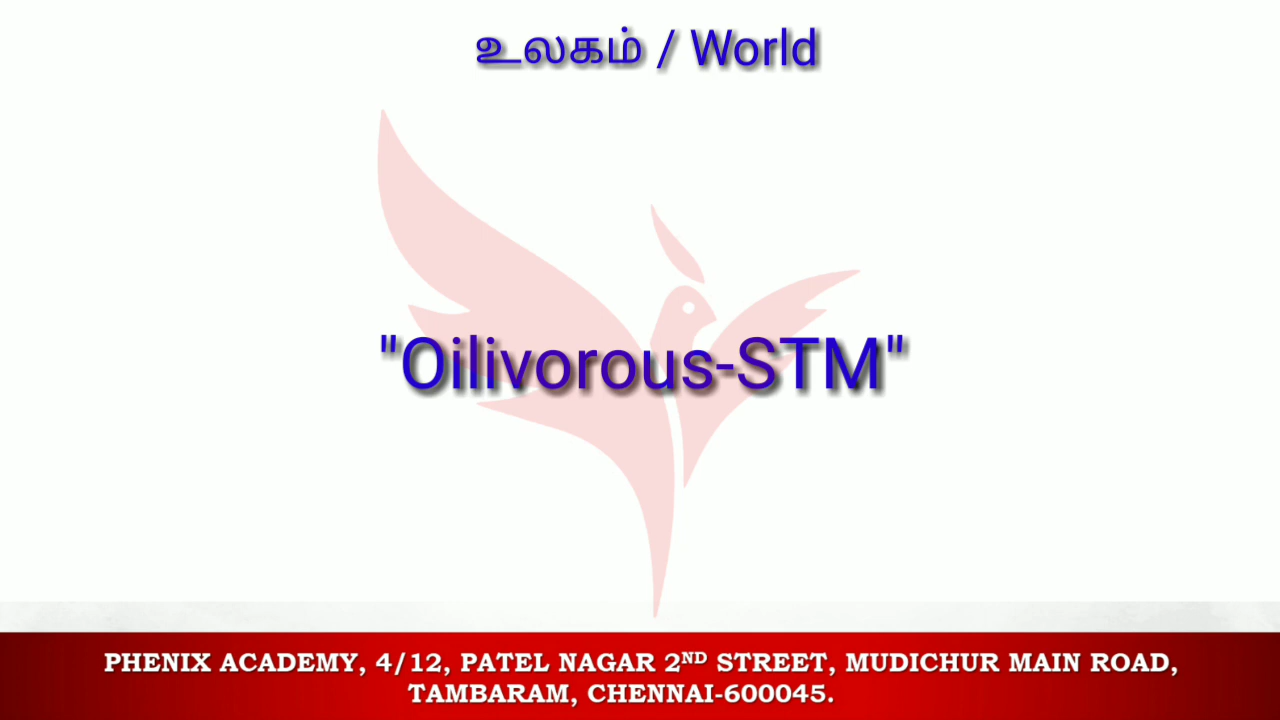 உலகம் / World
"Oilivorous-STM"
PHENIX ACADEMY, 4/12, PATEL NAGAR 2ND STREET, MUDICHUR MAIN ROAD,
TAMBARAM, CHENNAI-600045.